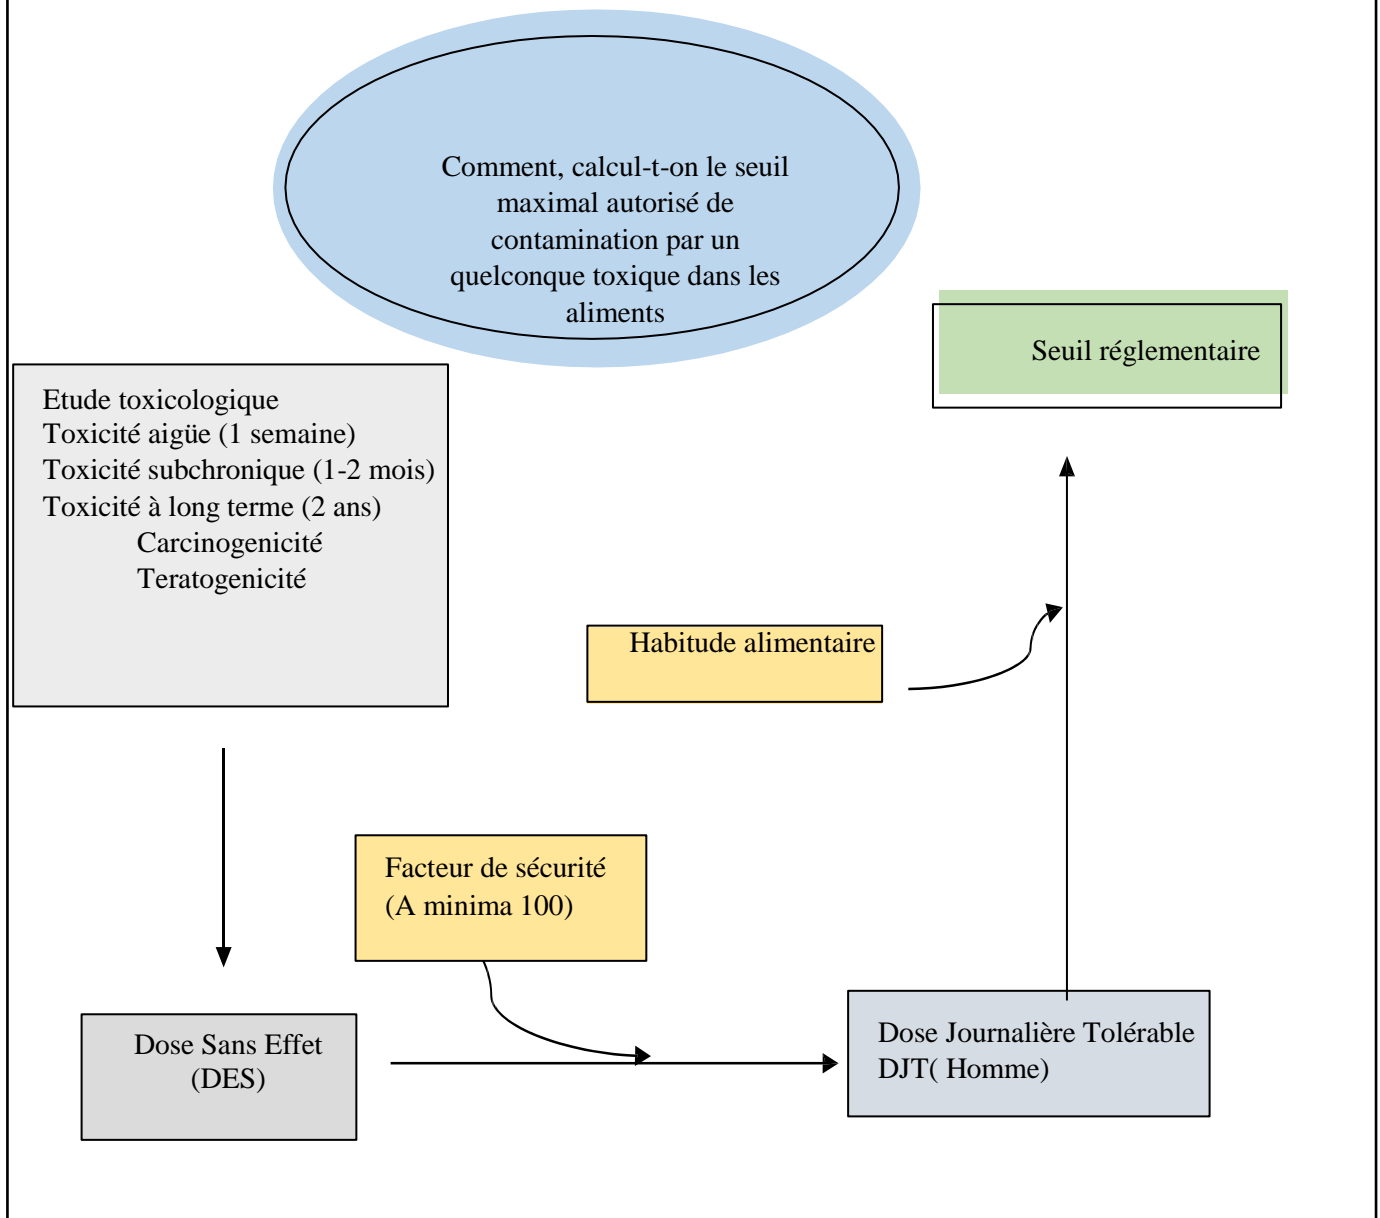 Comment, calcul-t-on le seuil
maximal autorisé de
contamination par un
quelconque toxique dans les
aliments
Seuil réglementaire
Etude toxicologique
Toxicité aigüe (1 semaine)
Toxicité subchronique (1-2 mois)
Toxicité à long terme (2 ans)
Carcinogenicité
Teratogenicité
Habitude alimentaire
Facteur de sécurité
(A minima 100)
Dose Sans Effet
(DES)
Dose Journalière Tolérable
DJT( Homme)